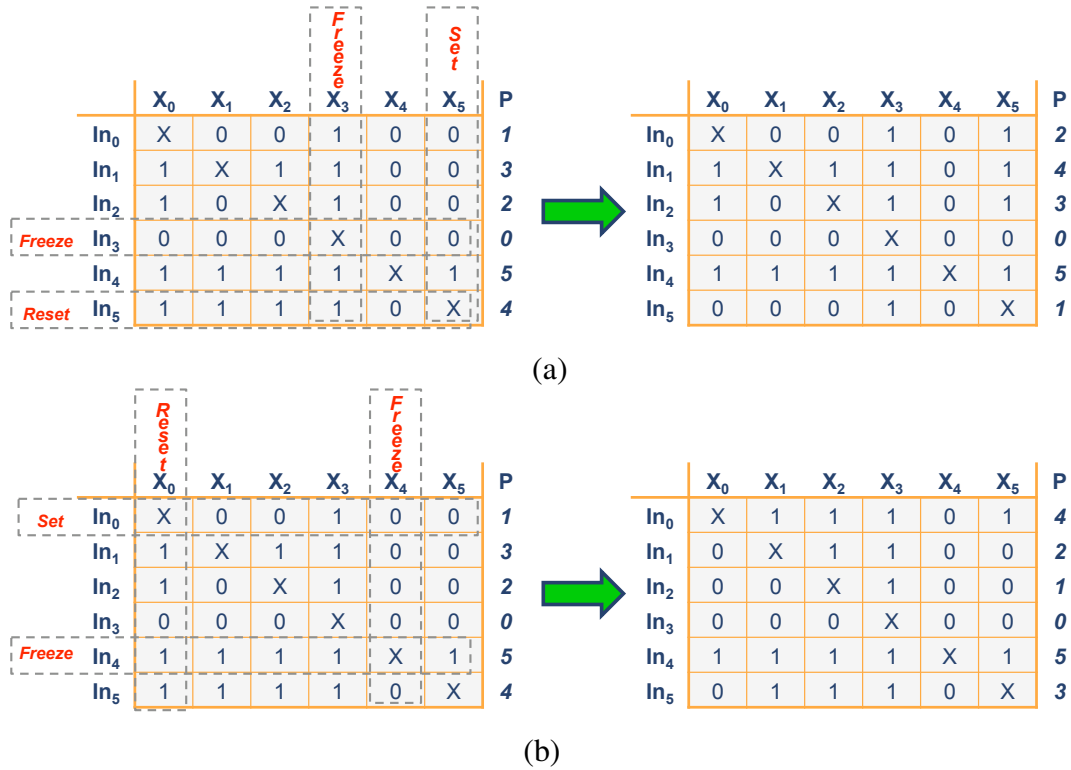 Freeze Set
X0 X1 X2 X3 X4 X5 P X0 X1 X2 X3 X4 X5 P
In0 X 0 0 1 0 0 1 In0 X 0 0 1 0 1 2
In1 1 X 1 1 0 0 3 In1 1 X 1 1 0 1 4
In2 1 0 X 1 0 0 2 In2 1 0 X 1 0 1 3
Freeze In3 0 0 0 X 0 0 0 In3 0 0 0 X 0 0 0
In4 1 1 1 1 X 1 5 In4 1 1 1 1 X 1 5
Reset In5 1 1 1 1 0 X 4 In5 0 0 0 1 0 X 1
(a)
Reset Freeze
X0 X1 X2 X3 X4 X5 P X0 X1 X2 X3 X4 X5 P
Set In0 X 0 0 1 0 0 1 In0 X 1 1 1 0 1 4
In1 1 X 1 1 0 0 3 In1 0 X 1 1 0 0 2
In2 1 0 X 1 0 0 2 In2 0 0 X 1 0 0 1
In3 0 0 0 X 0 0 0 In3 0 0 0 X 0 0 0
Freeze In4 1 1 1 1 X 1 5 In4 1 1 1 1 X 1 5
In5 1 1 1 1 0 X 4 In5 0 1 1 1 0 X 3
(b)